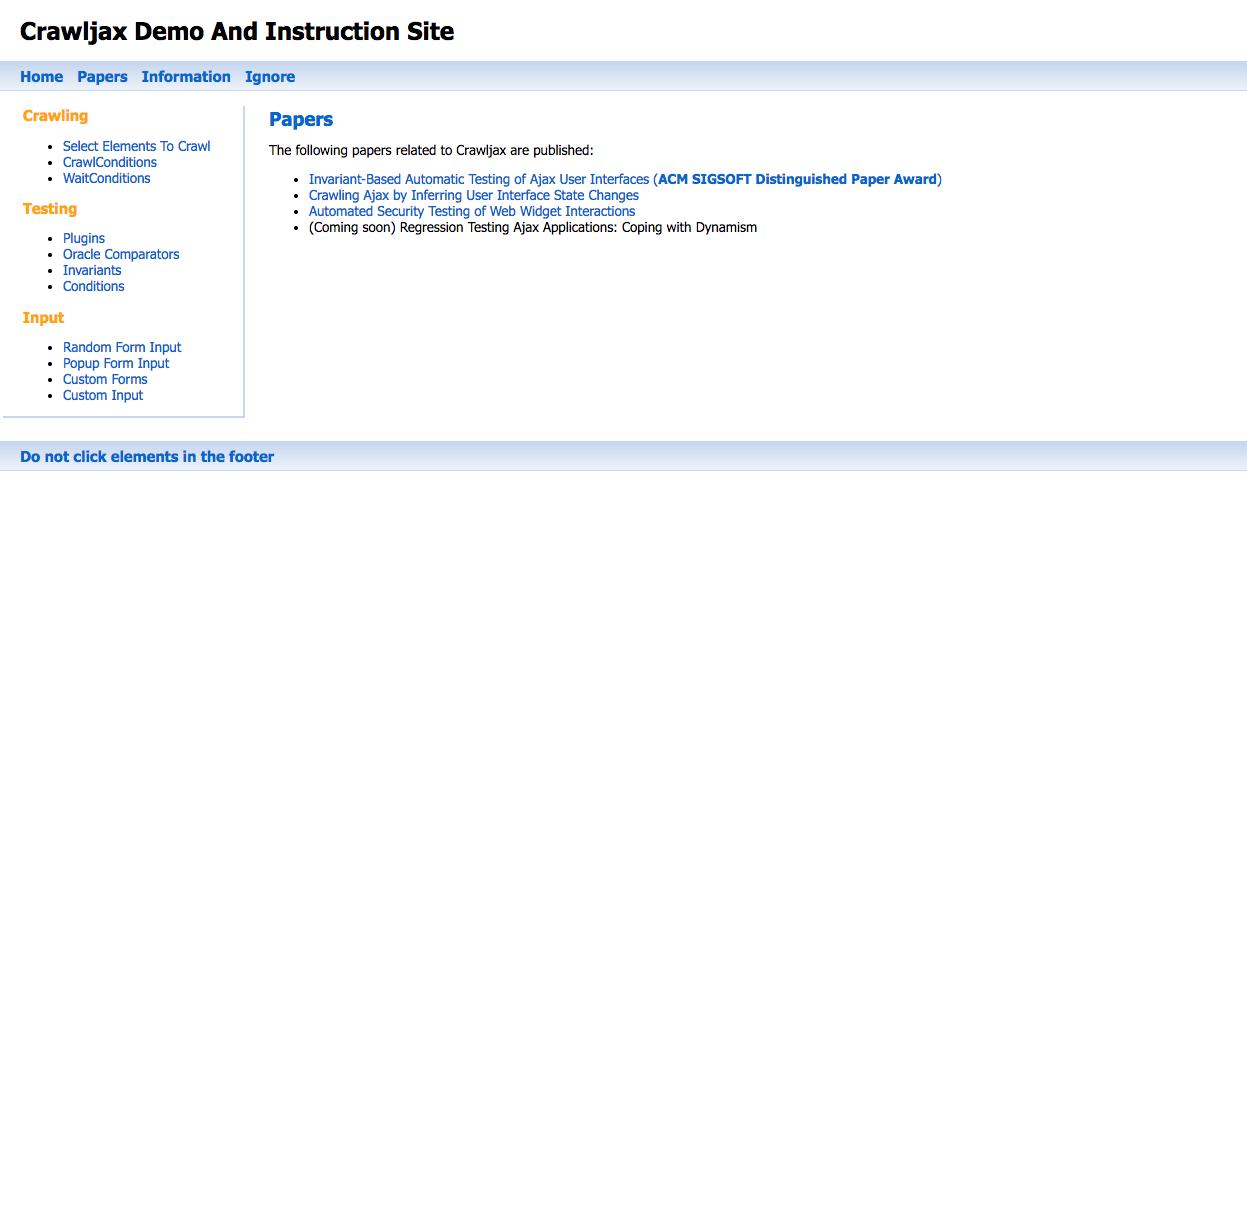 Crawljax Demo And Instruction Site
Home Papers Information Ignore
Crawling
Select Elements To Crawl
CrawlConditions
WaitConditions
Testing
Plugins
Oracle Comparators
Invariants
Conditions
Input
Random Form Input
Popup Form Input
Custom Forms
Custom Input
Papers
The following papers related to Crawljax are published:
Invariant-Based Automatic Testing of Ajax User Interfaces (ACM SIGSOFT Distinguished Paper Award)
Crawling Ajax by Inferring User Interface State Changes
Automated Security Testing of Web Widget Interactions
(Coming soon) Regression Testing Ajax Applications: Coping with Dynamism
Do not click elements in the footer